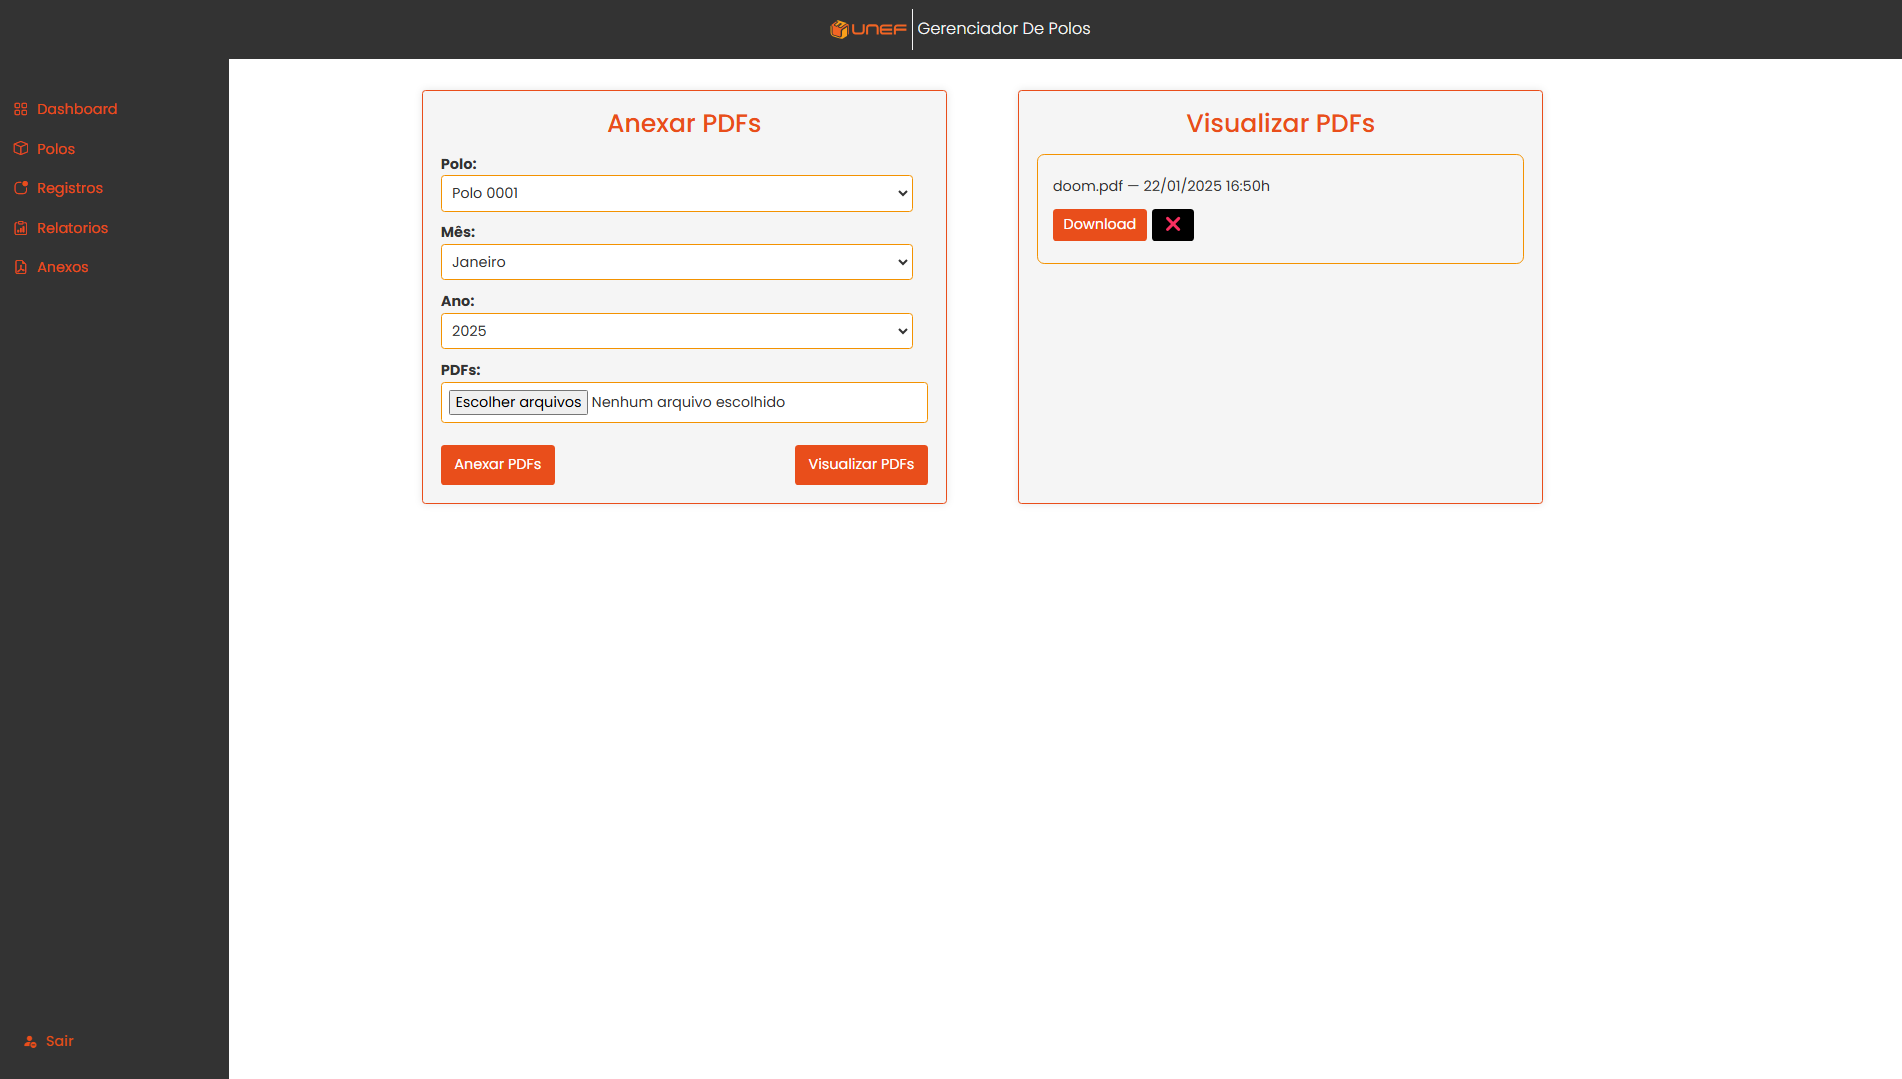 UNEF Gerenciador De Polos
Dashboard
Polos
Registros
Relatorios
Anexos
Sair
Anexar PDFs
Polo:
Polo 0001
Mês:
Janeiro
Ano:
2025
PDFs:
Escolher arquivos Nenhum arquivo escolhido
Anexar PDFs Visualizar PDFs
Visualizar PDFs
doom.pdf — 22/01/2025 16:50h
Download